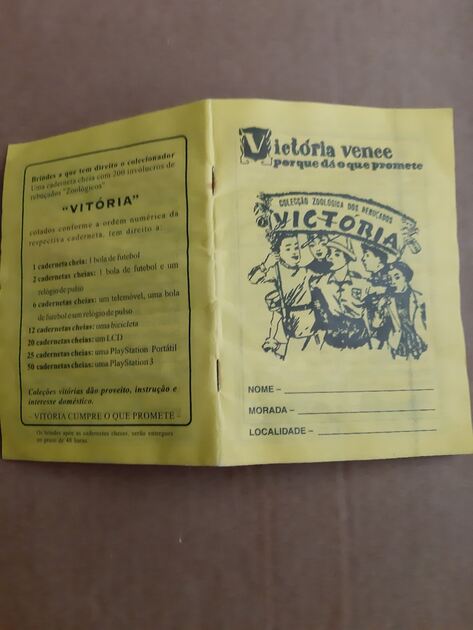 Brindes a que tem direito o colecionador
Uma caderneta cheia com 200 invólucros de
rebuçados "Zoológicos"
"VITÓRIA"
colados conforme a ordem numérica da
respectiva caderneta, tem direito a:
1 caderneta cheia: 1 bola de futebol
2 cadernetas cheias: 1 bola de futebol e um
relógio de pulso
6 cadernetas cheias: um telemóvel, uma bola
de futebol e um relógio de pulso
12 cadernetas cheias: uma bicicleta
20 cadernetas cheias: um LCD
25 cadernetas cheias: uma PlayStation Portátil
50 cadernetas cheias: uma PlayStation 3
Coleções vitórias dão proveito, instrução e
interesse doméstico.
- VITÓRIA CUMPRE O QUE PROMETE -
Os brindes após as cadernetas cheias, serão entregues
no prazo de 48 horas.
Victória vence
porque dá o que promete
COLECÇÃO ZOOLÓGICA DOS REBUÇADOS
VICTÓRIA
NOME –
MORADA –
LOCALIDADE –